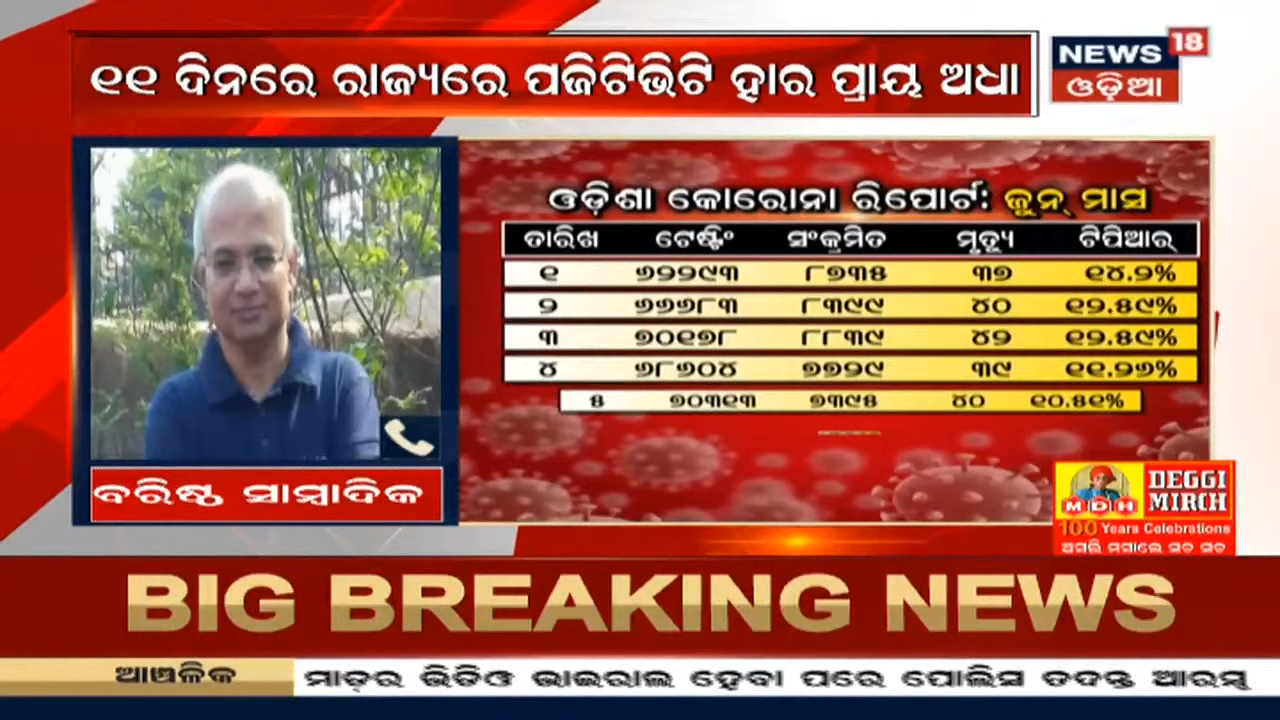 ୧୧ ଦିନରେ ରାଜ୍ୟରେ ପଜିଟିଭିଟି ହାର ପ୍ରାୟ ଅଧା
NEWS 18
ଓଡ଼ିଆ
ଓଡ଼ିଶା କୋରୋନା ରିପୋର୍ଟ: ଜୁନ୍ ମାସ
ତାରିଖ ଟେଷ୍ଟିଂ ସଂକ୍ରମିତ ମୃତ୍ୟୁ ଟିପିଆର୍
୧ ୬୨୨୯୩ ୮୭୩୫ ୩୭ ୧୪.୨%
୨ ୬୬୬୮୩ ୮୩୯୯ ୪୦ ୧୨.୫୯%
୩ ୭୦୧୭୮ ୮୮୩୯ ୪୨ ୧୨.୫୯%
୪ ୬୮୬୦୪ ୭୭୨୯ ୩୯ ୧୧.୨୬%
୫ ୭୦୩୧୩ ୭୩୯୫ ୪୦ ୧୦.୫୧%
ବରିଷ୍ଠ ସାମ୍ବାଦିକ
MDH DEGGI MIRCH
100 Years Celebrations
BIG BREAKING NEWS
ଆଞ୍ଚଳିକ ମାଡ଼ର ଭିଡିଓ ଭାଇରାଲ ହେବା ପରେ ପୋଲିସ ତଦନ୍ତ ଆରମ୍ଭ